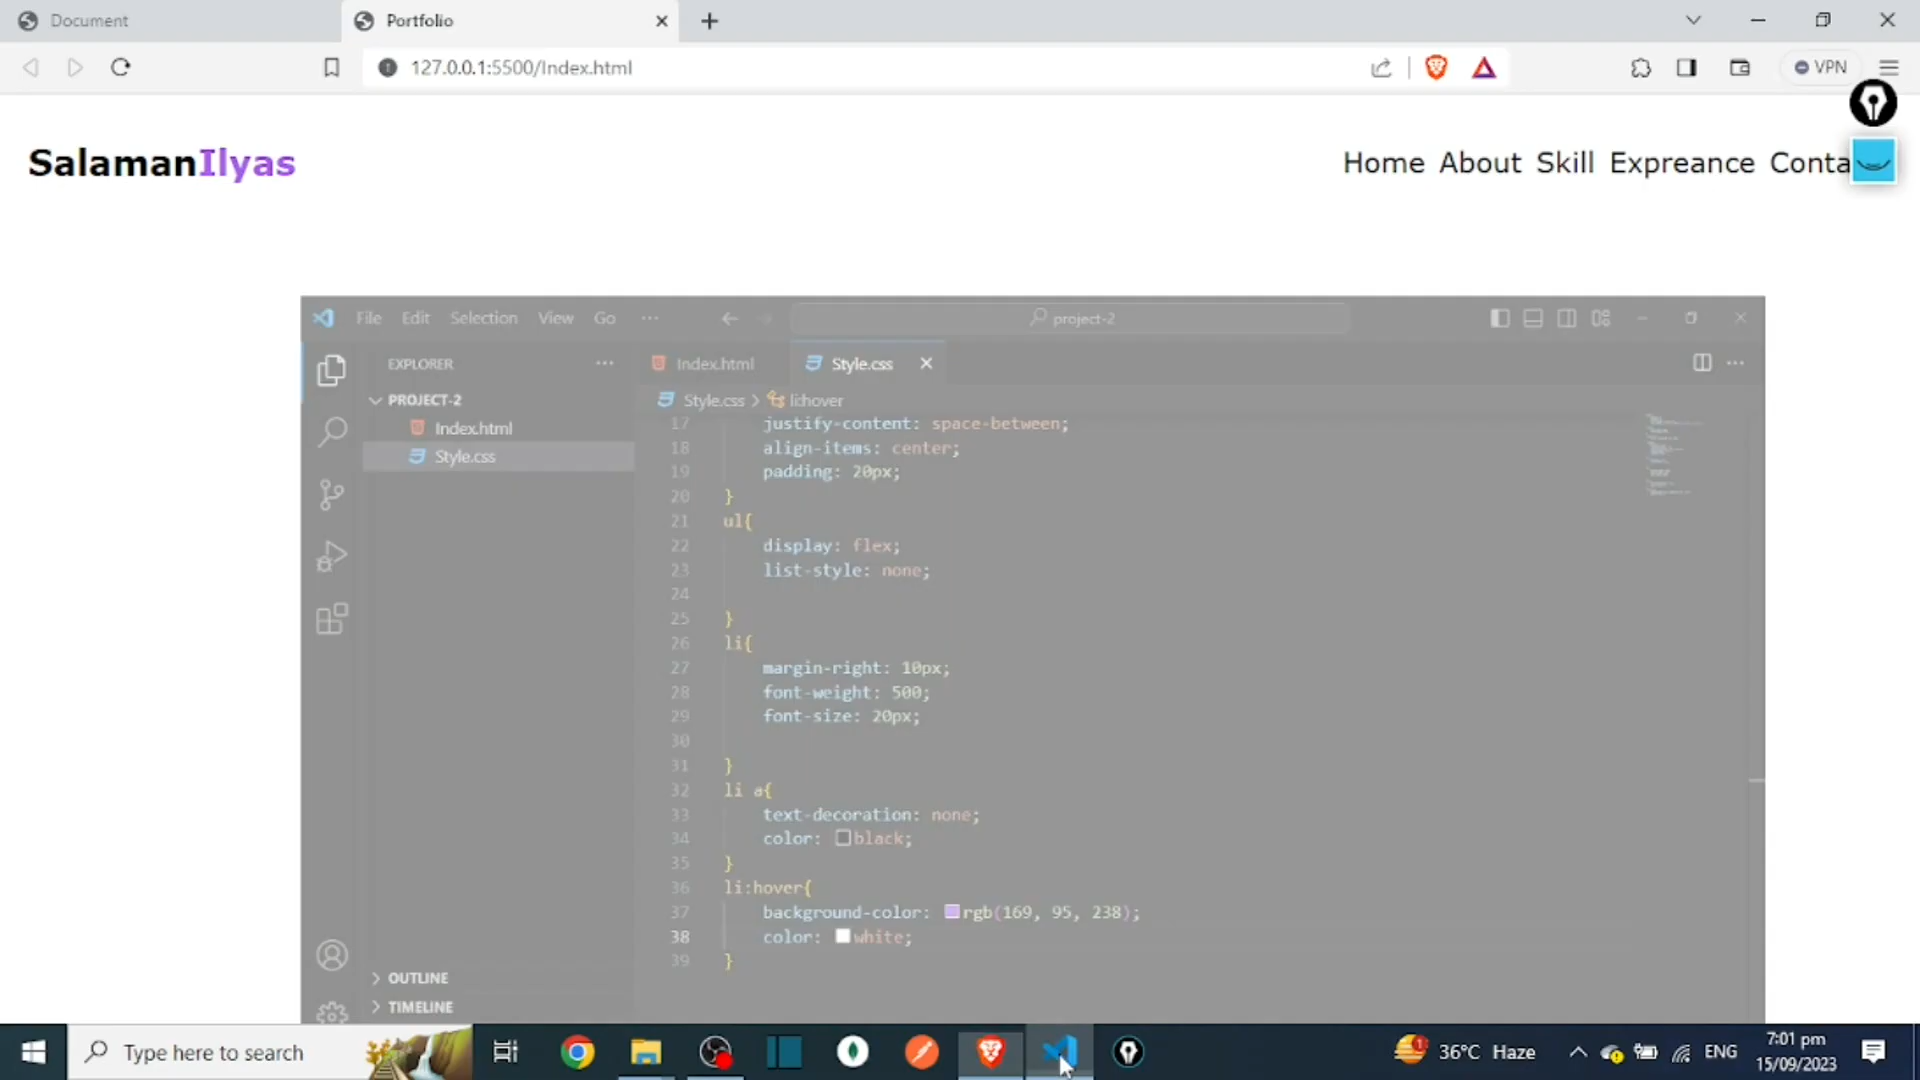 Document
Portfolio
127.0.0.1:5500/Index.html
VPN
SalamanIlyas
Home About Skill Expreance Conta
File Edit Selection View Go ···
project-2
EXPLORER ···
Index.html
Style.css
PROJECT-2
Style.css > li:hover
Index.html
Style.css
17 justify-content: space-between;
18 align-items: center;
19 padding: 20px;
20 }
21 ul{
22 display: flex;
23 list-style: none;
24
25 }
26 li{
27 margin-right: 10px;
28 font-weight: 500;
29 font-size: 20px;
30
31 }
32 li a{
33 text-decoration: none;
34 color: black;
35 }
36 li:hover{
37 background-color: rgb(169, 95, 238);
38 color: white;
39 }
OUTLINE
TIMELINE
Type here to search
1
36°C Haze
ENG
7:01 pm
15/09/2023